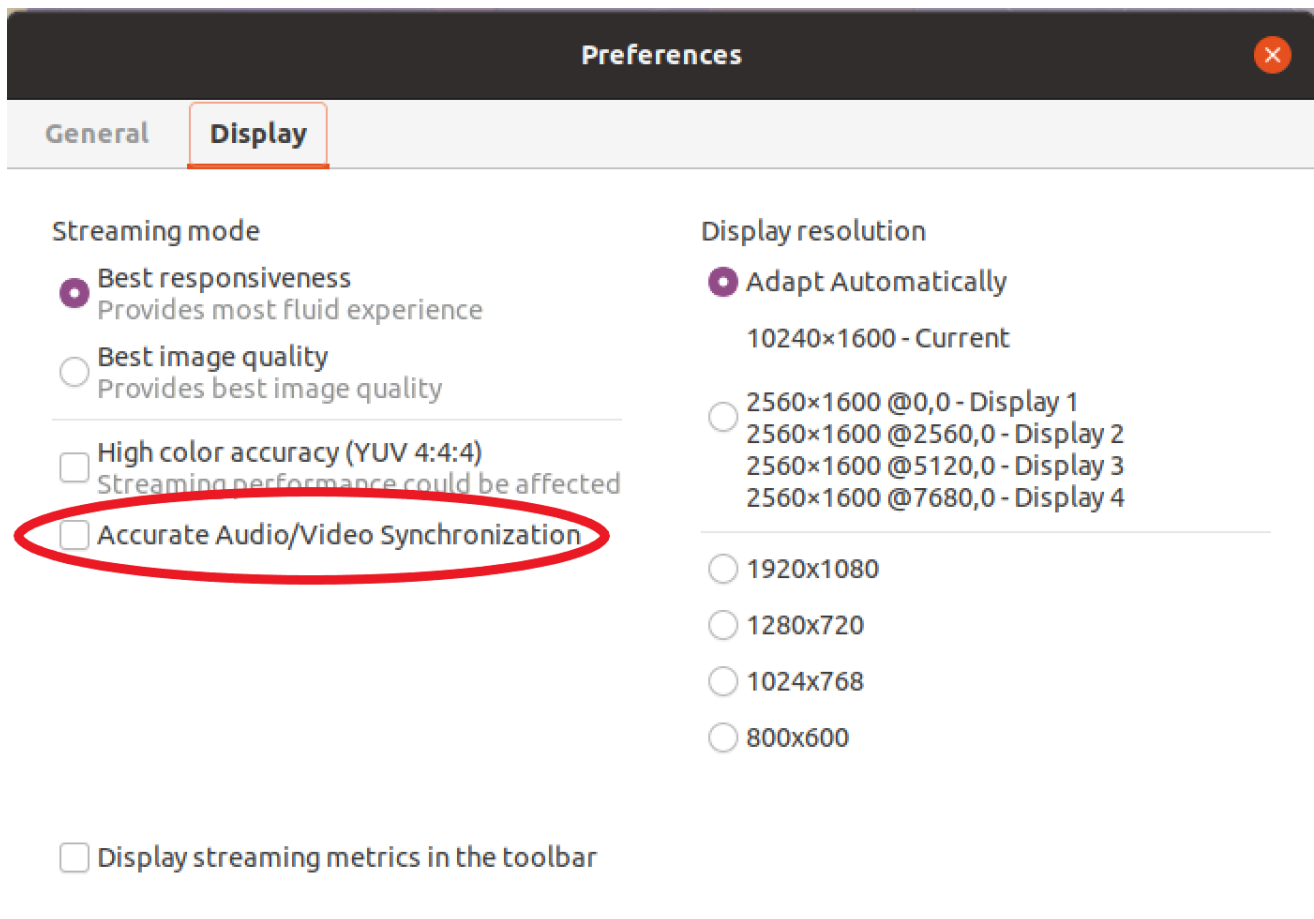 Preferences
General
Display
Streaming mode
Best responsiveness
Provides most fluid experience
Best image quality
Provides best image quality
High color accuracy (YUV 4:4:4)
Streaming performance could be affected
Accurate Audio/Video Synchronization
Display streaming metrics in the toolbar
Display resolution
Adapt Automatically
10240×1600 - Current
2560×1600 @0,0 - Display 1
2560×1600 @2560,0 - Display 2
2560×1600 @5120,0 - Display 3
2560×1600 @7680,0 - Display 4
1920x1080
1280x720
1024x768
800x600